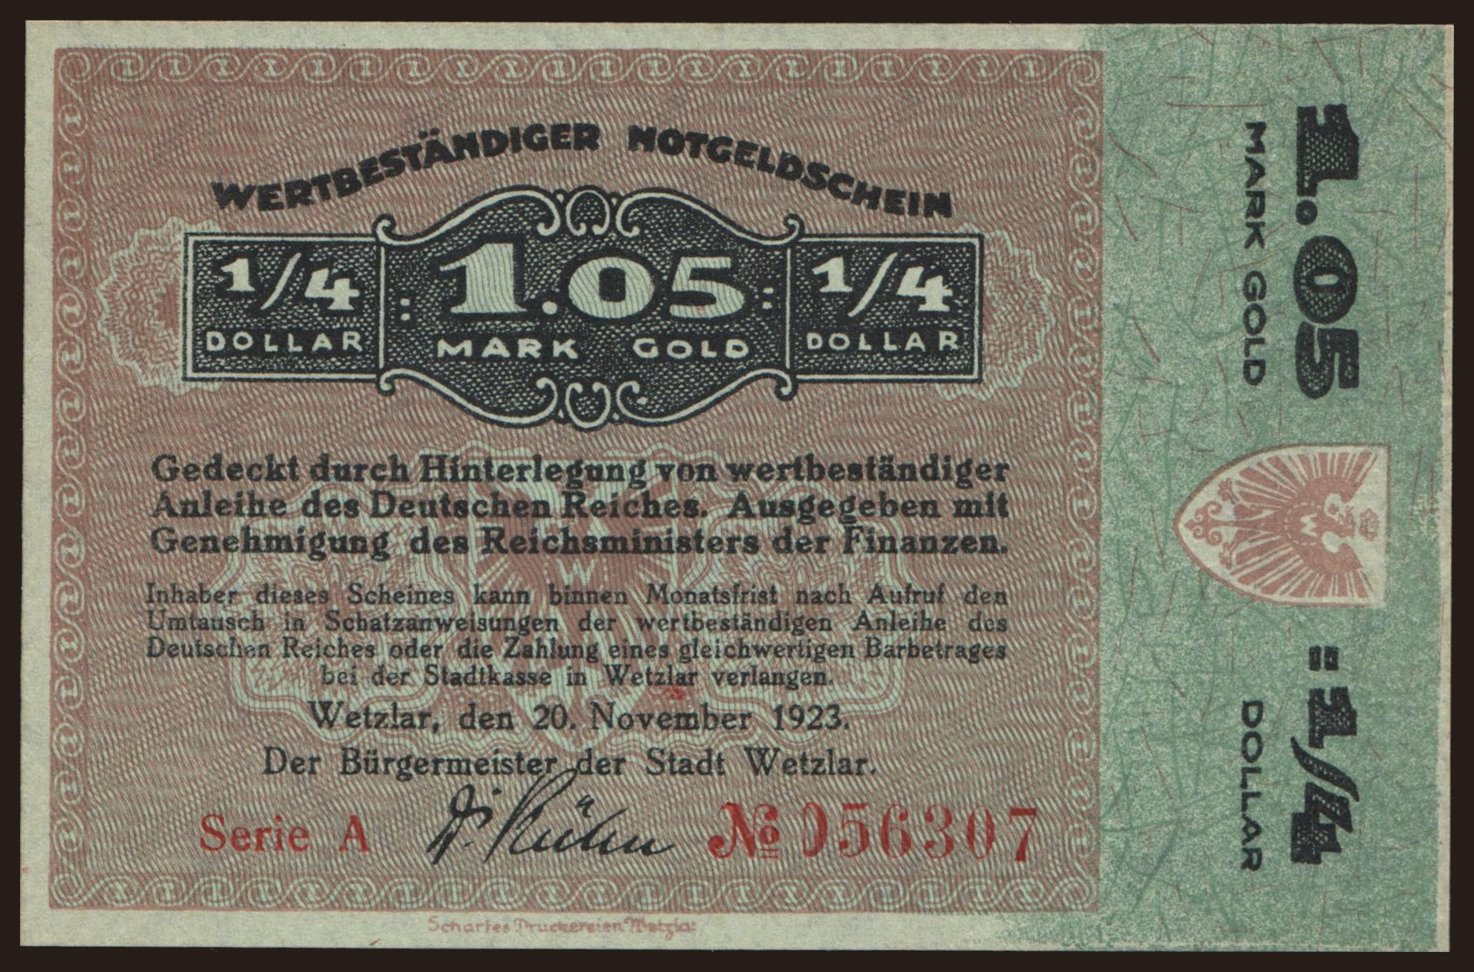 WERTBESTÄNDIGER NOTGELDSCHEIN
1/4 : 1.05 : 1/4
DOLLAR MARK GOLD DOLLAR
Gedeckt durch Hinterlegung von wertbeständiger
Anleihe des Deutschen Reiches. Ausgegeben mit
Genehmigung des Reichsministers der Finanzen.
Inhaber dieses Scheines kann binnen Monatsfrist nach Aufruf den
Umtausch in Schatzanweisungen der wertbeständigen Anleihe des
Deutschen Reiches oder die Zahlung eines gleichwertigen Barbetrages
bei der Stadtkasse in Wetzlar verlangen.
Wetzlar, den 20. November 1923.
Der Bürgermeister der Stadt Wetzlar.
Serie A № 056307
Scharfes Druckereien Wetzlar
1.05 = 1/4
MARK GOLD DOLLAR